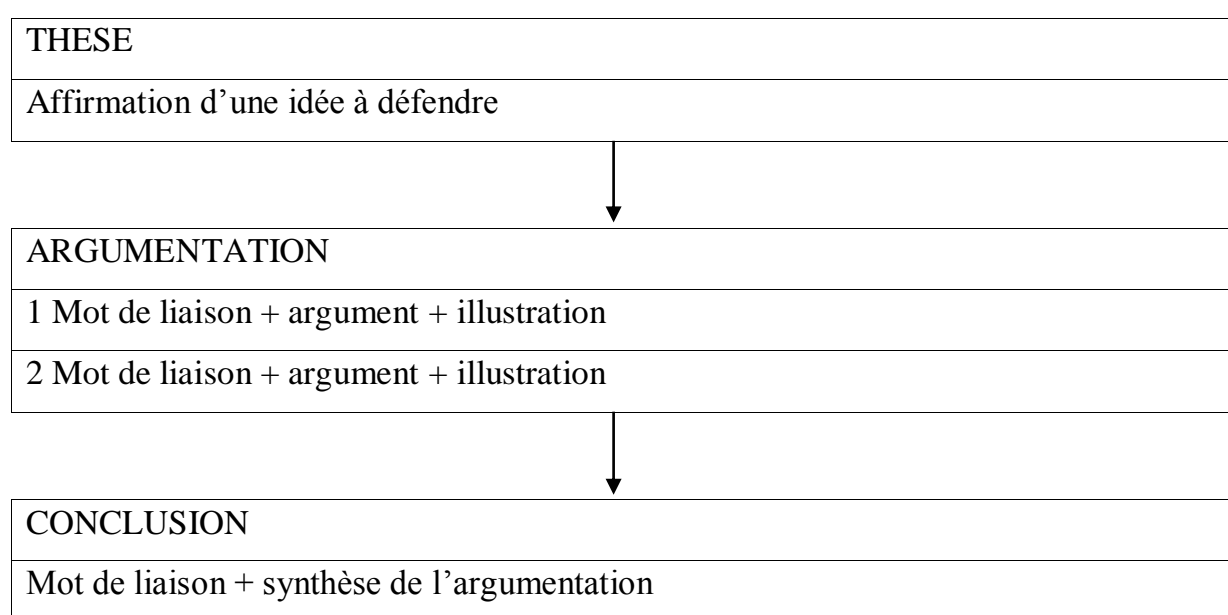 THESE
Affirmation d’une idée à défendre
ARGUMENTATION
1 Mot de liaison + argument + illustration
2 Mot de liaison + argument + illustration
CONCLUSION
Mot de liaison + synthèse de l’argumentation